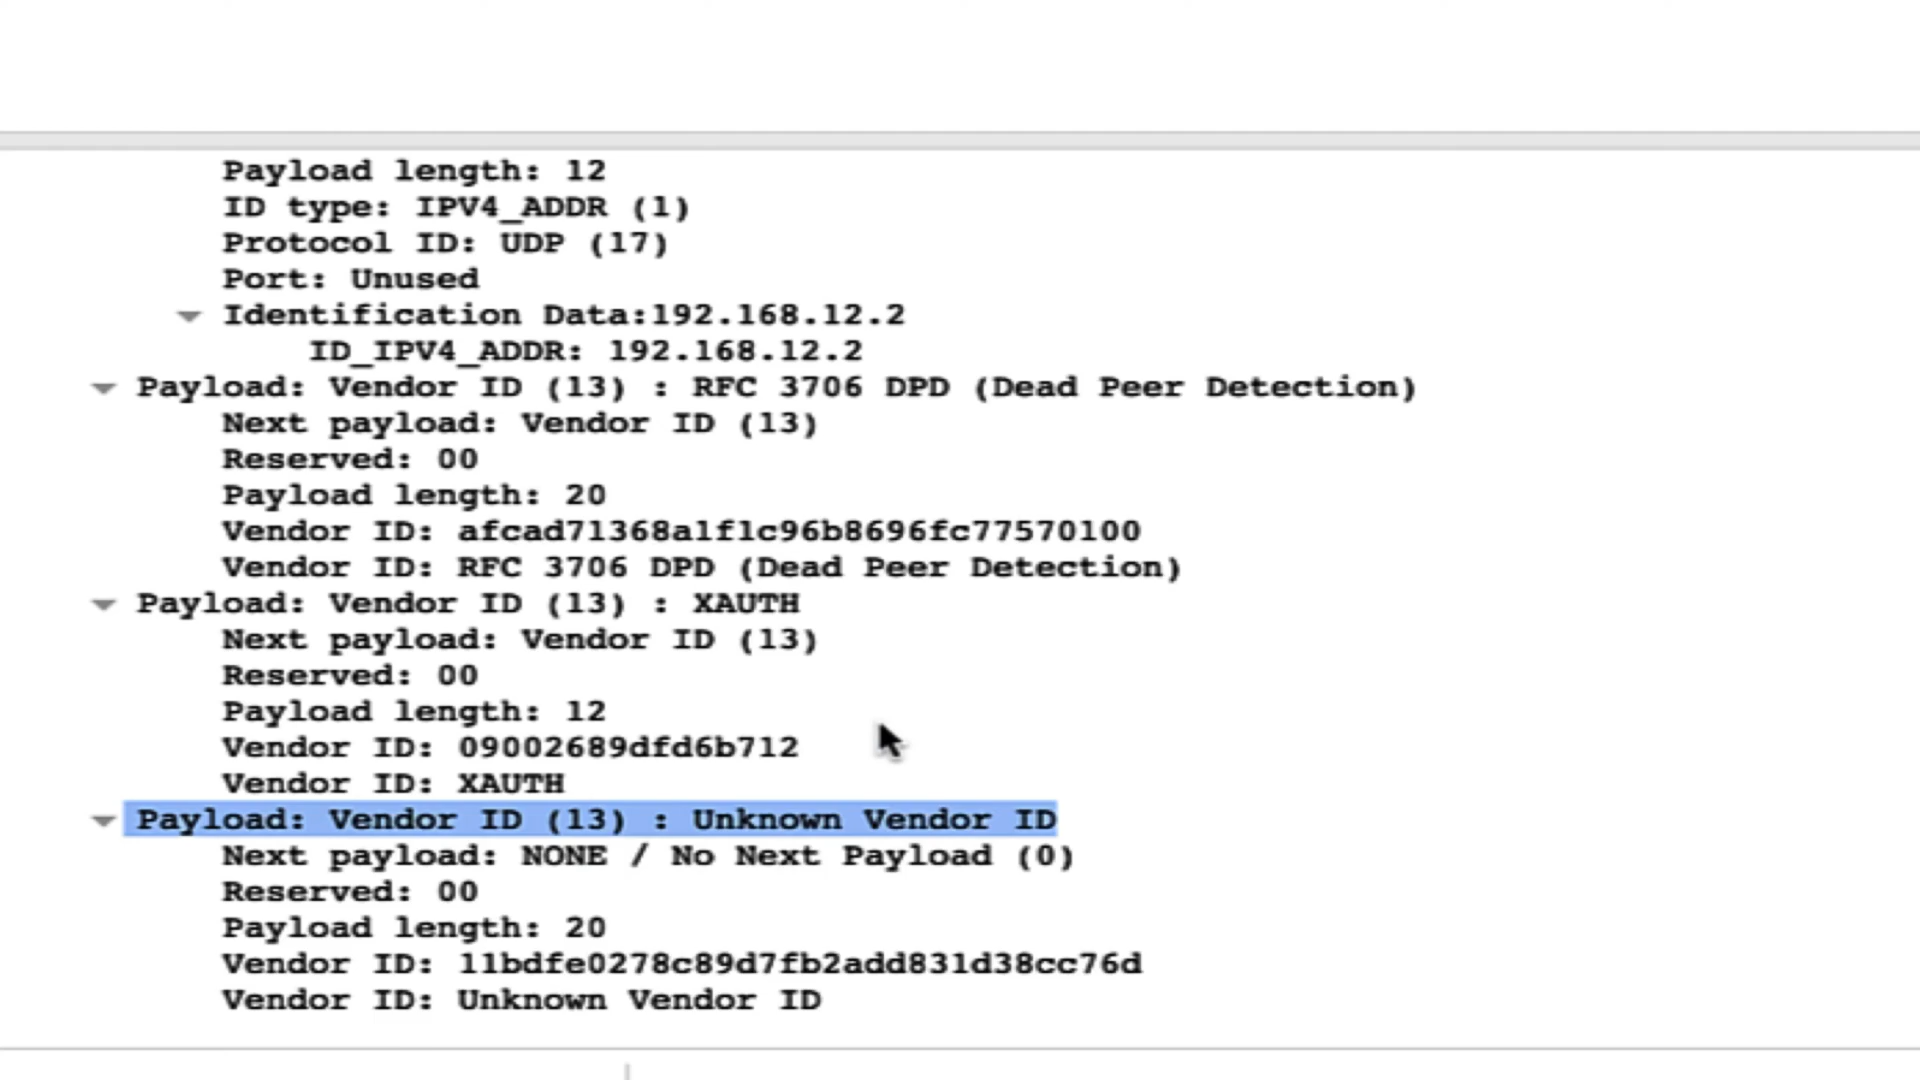 Payload length: 12
ID type: IPV4_ADDR (1)
Protocol ID: UDP (17)
Port: Unused
Identification Data:192.168.12.2
ID_IPV4_ADDR: 192.168.12.2
Payload: Vendor ID (13) : RFC 3706 DPD (Dead Peer Detection)
Next payload: Vendor ID (13)
Reserved: 00
Payload length: 20
Vendor ID: afcad71368a1f1c96b8696fc77570100
Vendor ID: RFC 3706 DPD (Dead Peer Detection)
Payload: Vendor ID (13) : XAUTH
Next payload: Vendor ID (13)
Reserved: 00
Payload length: 12
Vendor ID: 09002689dfd6b712
Vendor ID: XAUTH
Payload: Vendor ID (13) : Unknown Vendor ID
Next payload: NONE / No Next Payload (0)
Reserved: 00
Payload length: 20
Vendor ID: 11bdfe0278c89d7fb2add831d38cc76d
Vendor ID: Unknown Vendor ID